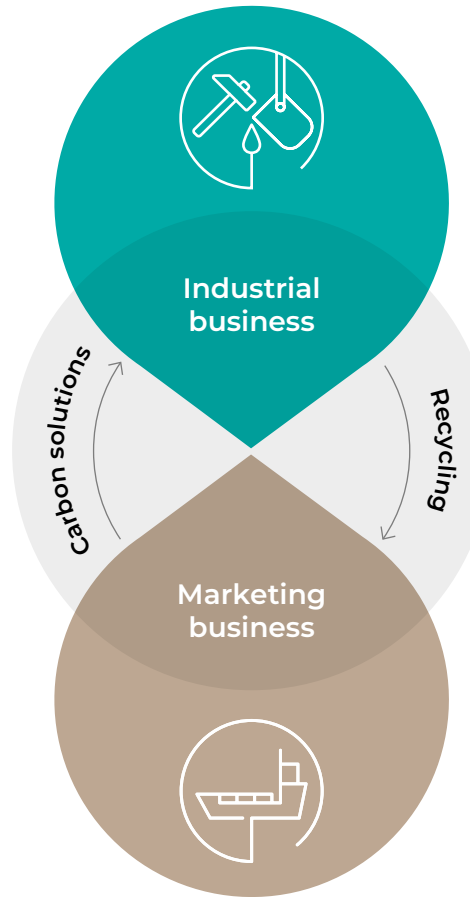 Industrial
business
Carbon solutions
Recycling
Marketing
business